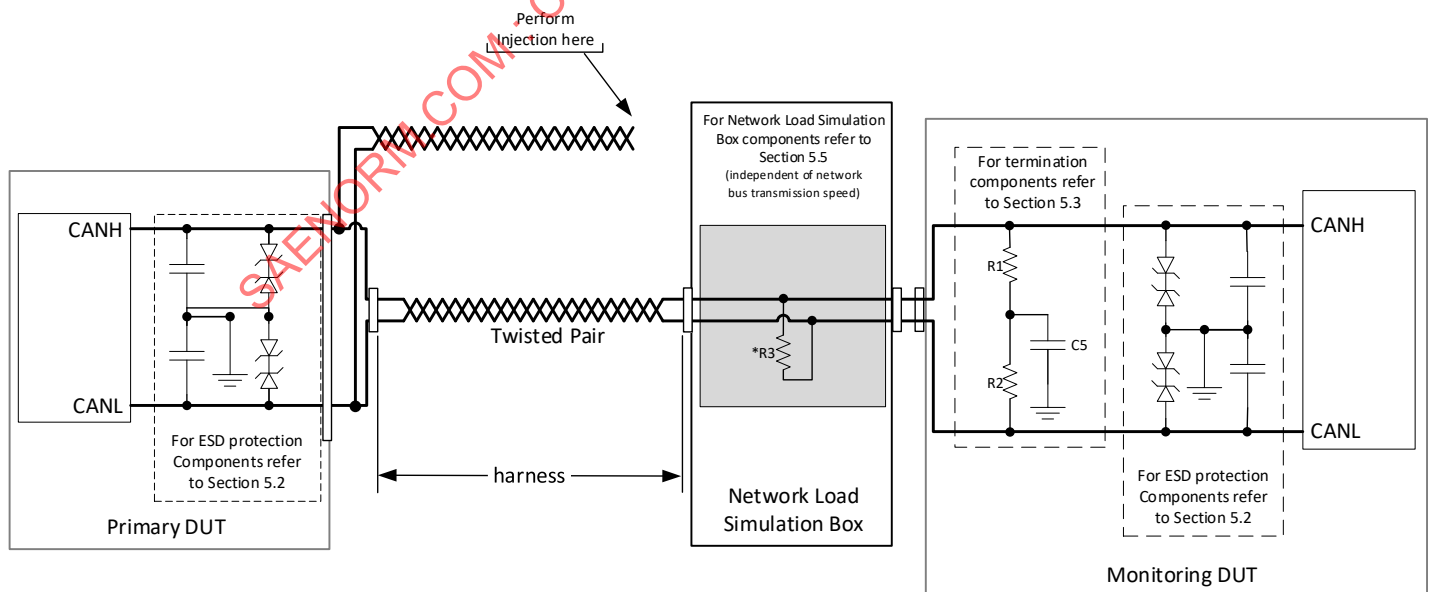 Perform
Injection here
SAENORM.COM : C
For Network Load Simulation
Box components refer to
Section 5.5
(independent of network
bus transmission speed)
For termination
components refer
to Section 5.3
CANH
CANL
For ESD protection
Components refer
to Section 5.2
Primary DUT
Twisted Pair
harness
*R3
Network Load
Simulation Box
R1
R2
C5
CANH
CANL
For ESD protection
Components refer
to Section 5.2
Monitoring DUT